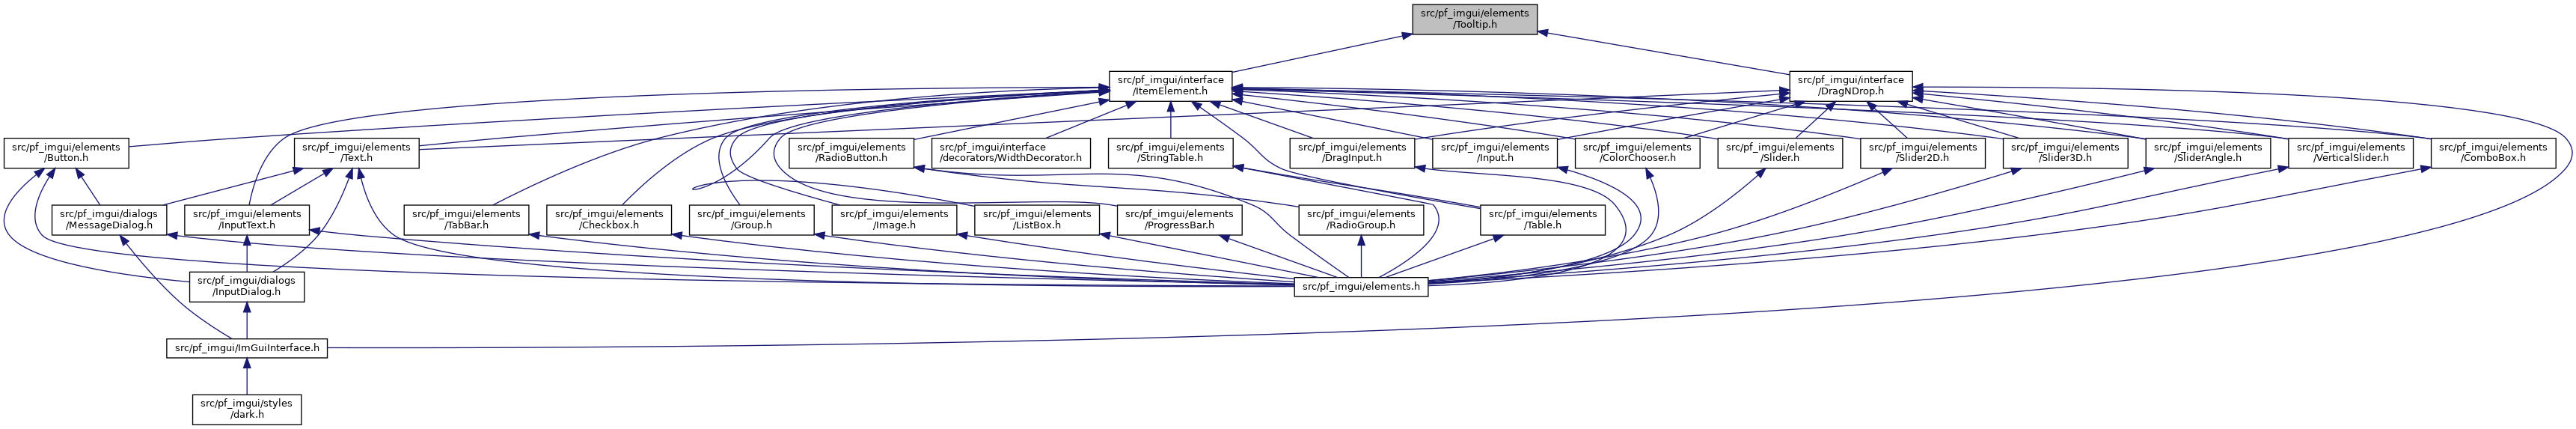 src/pf_imgui/elements
/Tooltip.h
src/pf_imgui/interface
/ItemElement.h
src/pf_imgui/interface
/DragNDrop.h
src/pf_imgui/elements
/Button.h
src/pf_imgui/elements
/Text.h
src/pf_imgui/elements
/RadioButton.h
src/pf_imgui/interface
/decorators/WidthDecorator.h
src/pf_imgui/elements
/StringTable.h
src/pf_imgui/elements
/DragInput.h
src/pf_imgui/elements
/Input.h
src/pf_imgui/elements
/ColorChooser.h
src/pf_imgui/elements
/Slider.h
src/pf_imgui/elements
/Slider2D.h
src/pf_imgui/elements
/Slider3D.h
src/pf_imgui/elements
/SliderAngle.h
src/pf_imgui/elements
/VerticalSlider.h
src/pf_imgui/elements
/ComboBox.h
src/pf_imgui/dialogs
/MessageDialog.h
src/pf_imgui/elements
/InputText.h
src/pf_imgui/elements
/TabBar.h
src/pf_imgui/elements
/Checkbox.h
src/pf_imgui/elements
/Group.h
src/pf_imgui/elements
/Image.h
src/pf_imgui/elements
/ListBox.h
src/pf_imgui/elements
/ProgressBar.h
src/pf_imgui/elements
/RadioGroup.h
src/pf_imgui/elements
/Table.h
src/pf_imgui/dialogs
/InputDialog.h
src/pf_imgui/elements.h
src/pf_imgui/ImGuiInterface.h
src/pf_imgui/styles
/dark.h